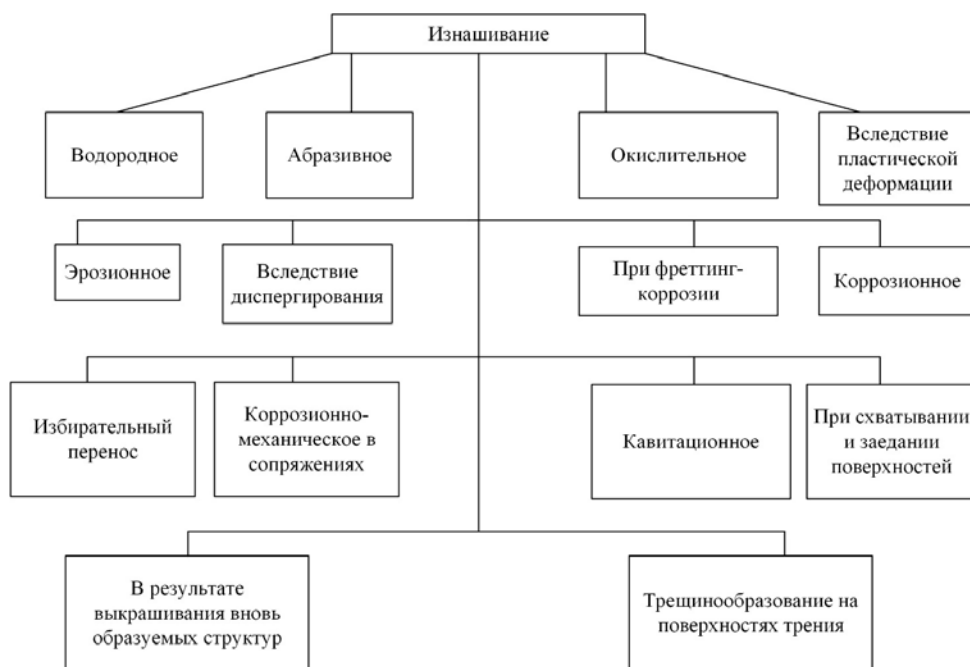 Изнашивание
Водородное
Абразивное
Окислительное
Вследствие
пластической
деформации
Эрозионное
Вследствие
диспергирования
При фреттинг-
коррозии
Коррозионное
Избирательный
перенос
Коррозионно-
механическое в
сопряжениях
Кавитационное
При схватывании
и заедании
поверхностей
В результате
выкрашивания вновь
образуемых структур
Трещинообразование на
поверхностях трения